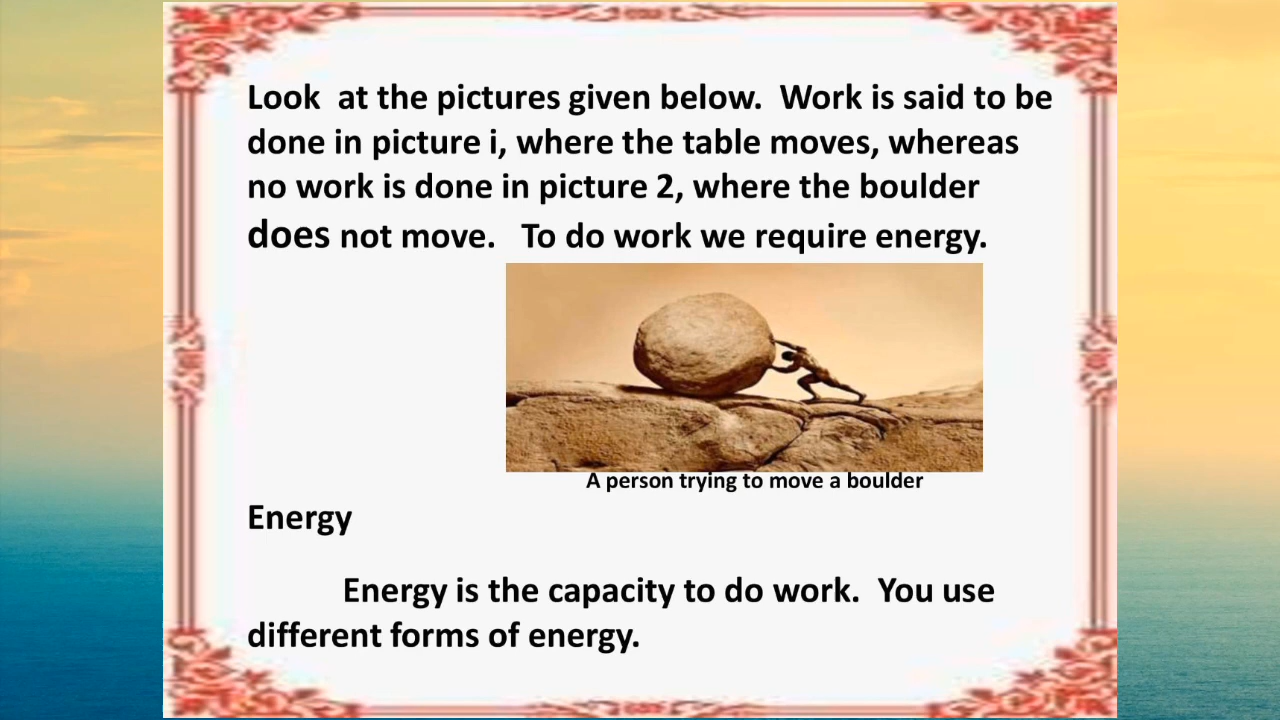 Look at the pictures given below. Work is said to be
done in picture i, where the table moves, whereas
no work is done in picture 2, where the boulder
does not move. To do work we require energy.
A person trying to move a boulder
Energy
Energy is the capacity to do work. You use
different forms of energy.